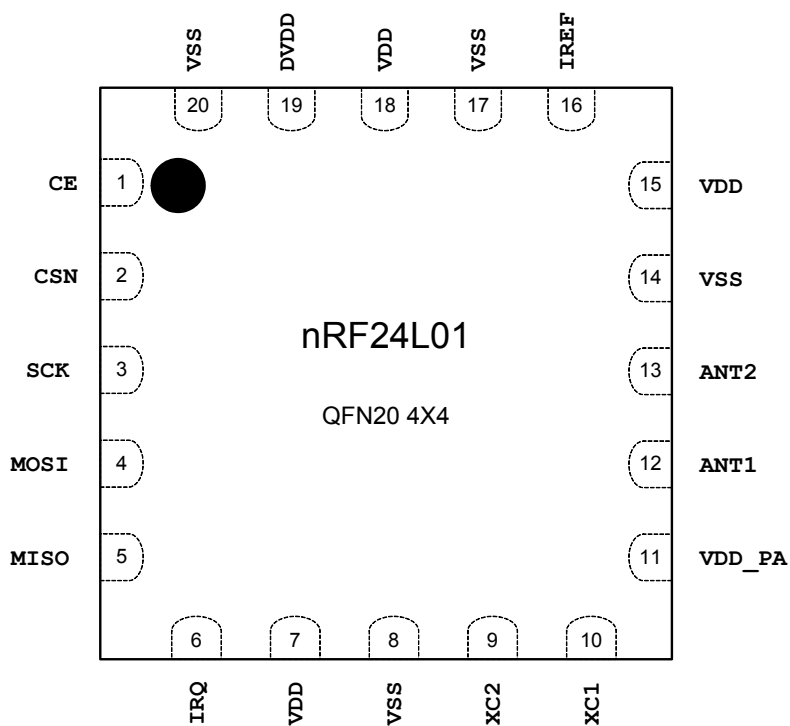 VSS
DVDD
VDD
VSS
IREF
20
19
18
17
16
CE
1
15
VDD
CSN
2
14
VSS
nRF24L01
SCK
3
13
ANT2
QFN20 4X4
MOSI
4
12
ANT1
MISO
5
11
VDD_PA
6
7
8
9
10
IRQ
VDD
VSS
XC2
XC1